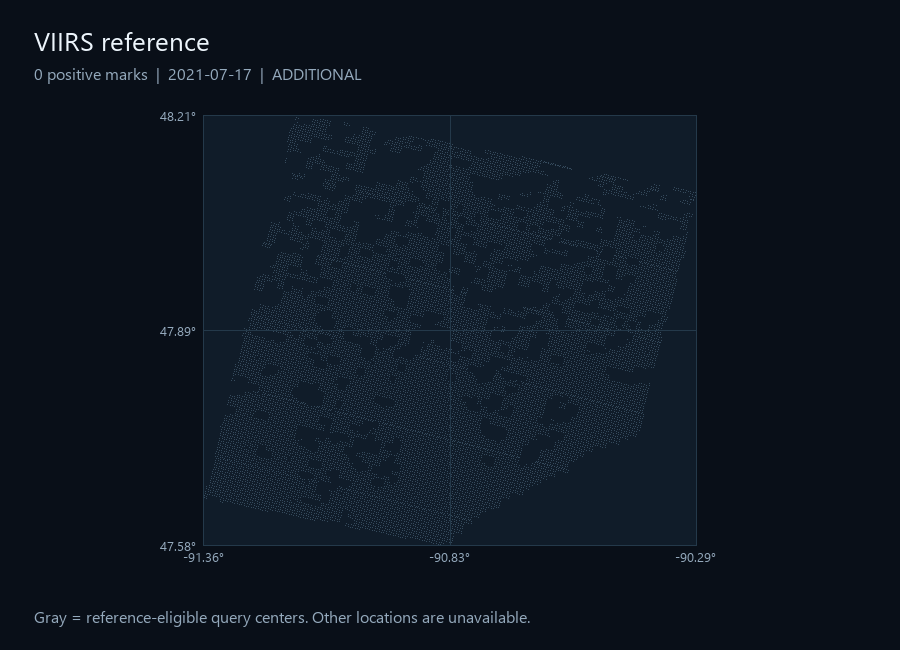 VIIRS reference
0 positive marks | 2021-07-17 | ADDITIONAL
48.21°
47.89°
47.58°
-91.36° -90.83° -90.29°
Gray = reference-eligible query centers. Other locations are unavailable.